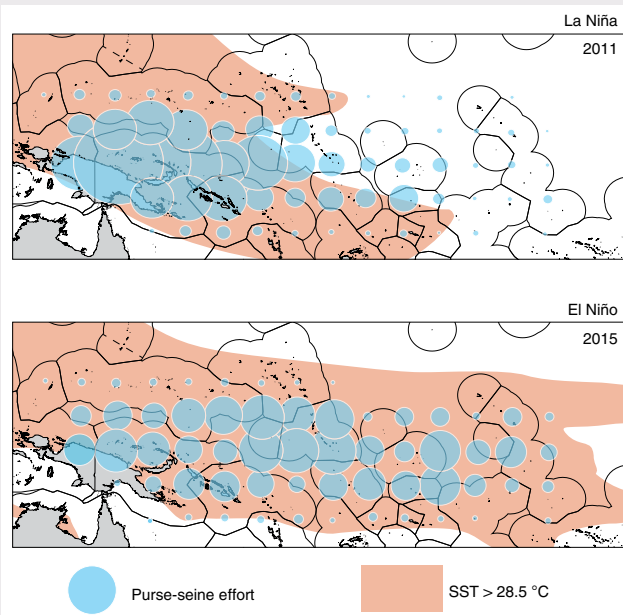 La Niña
2011
El Niño
2015
Purse-seine effort
SST > 28.5 °C